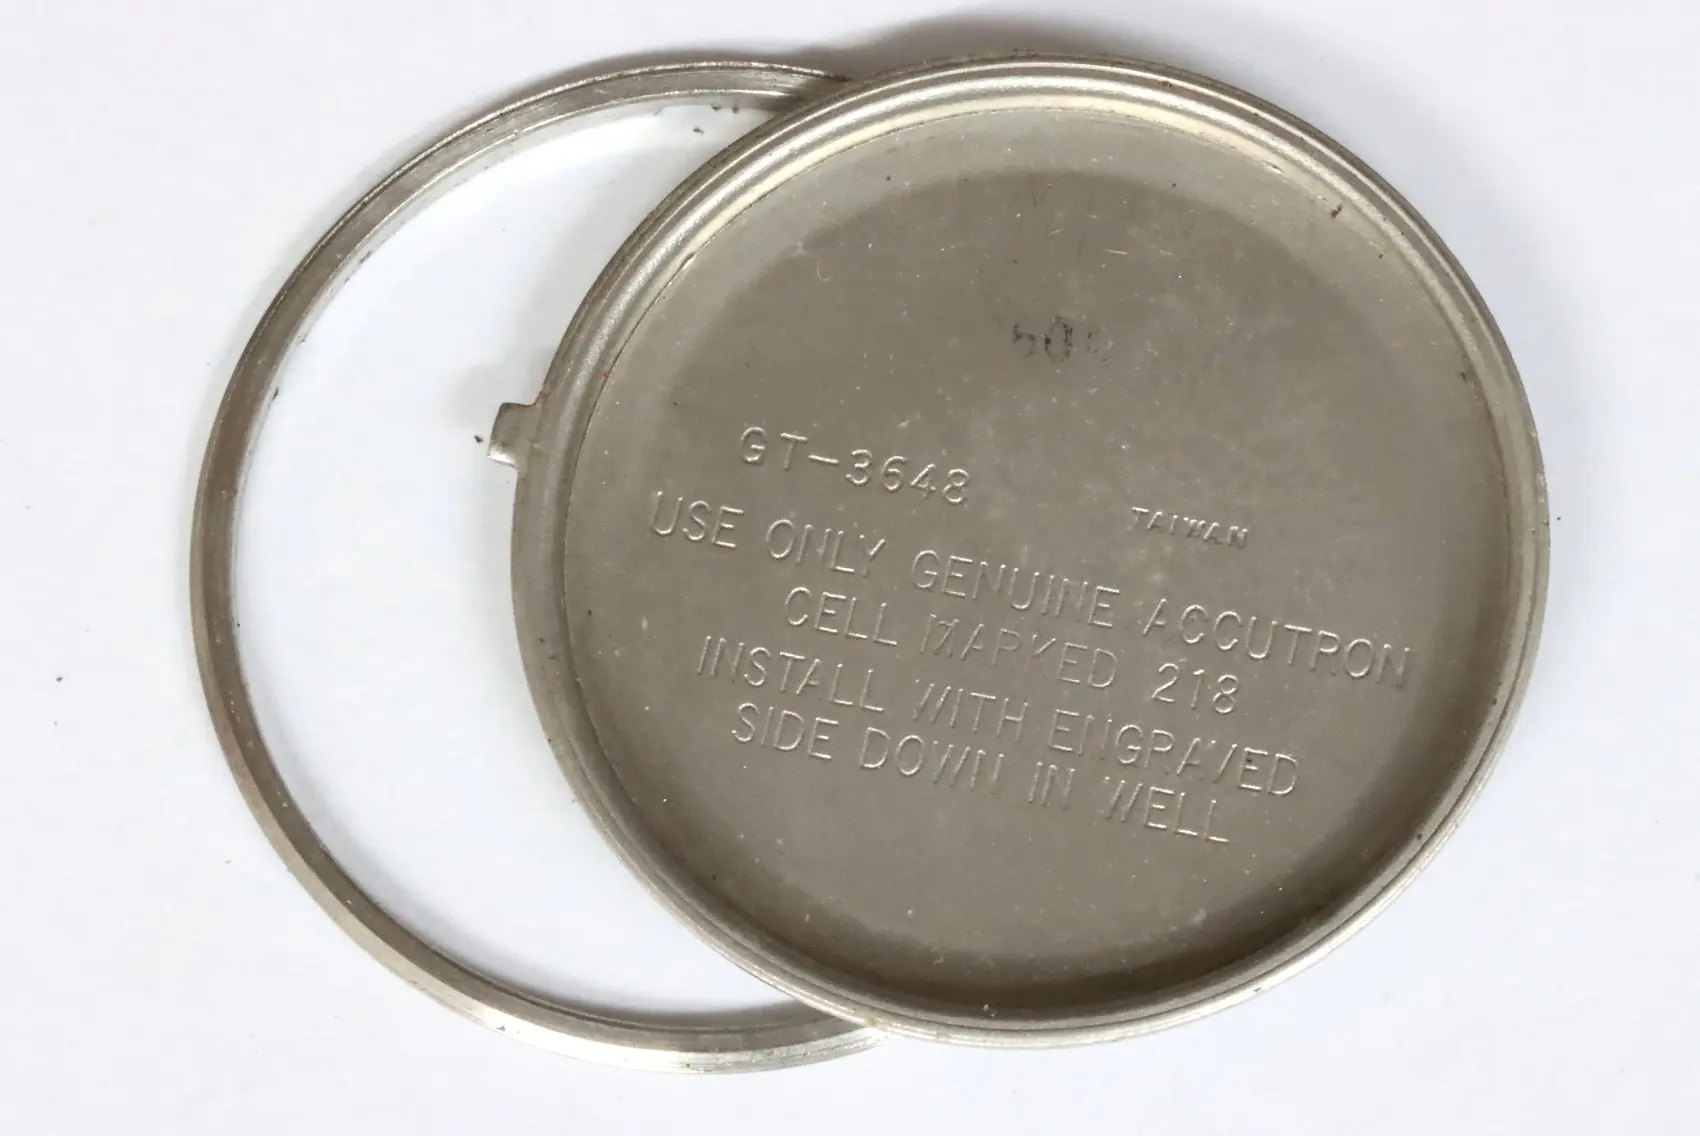 GT-3648
TAIWAN
USE ONLY GENUINE ACCUTRON
CELL MARKED 218
INSTALL WITH ENGRAVED
SIDE DOWN IN WELL